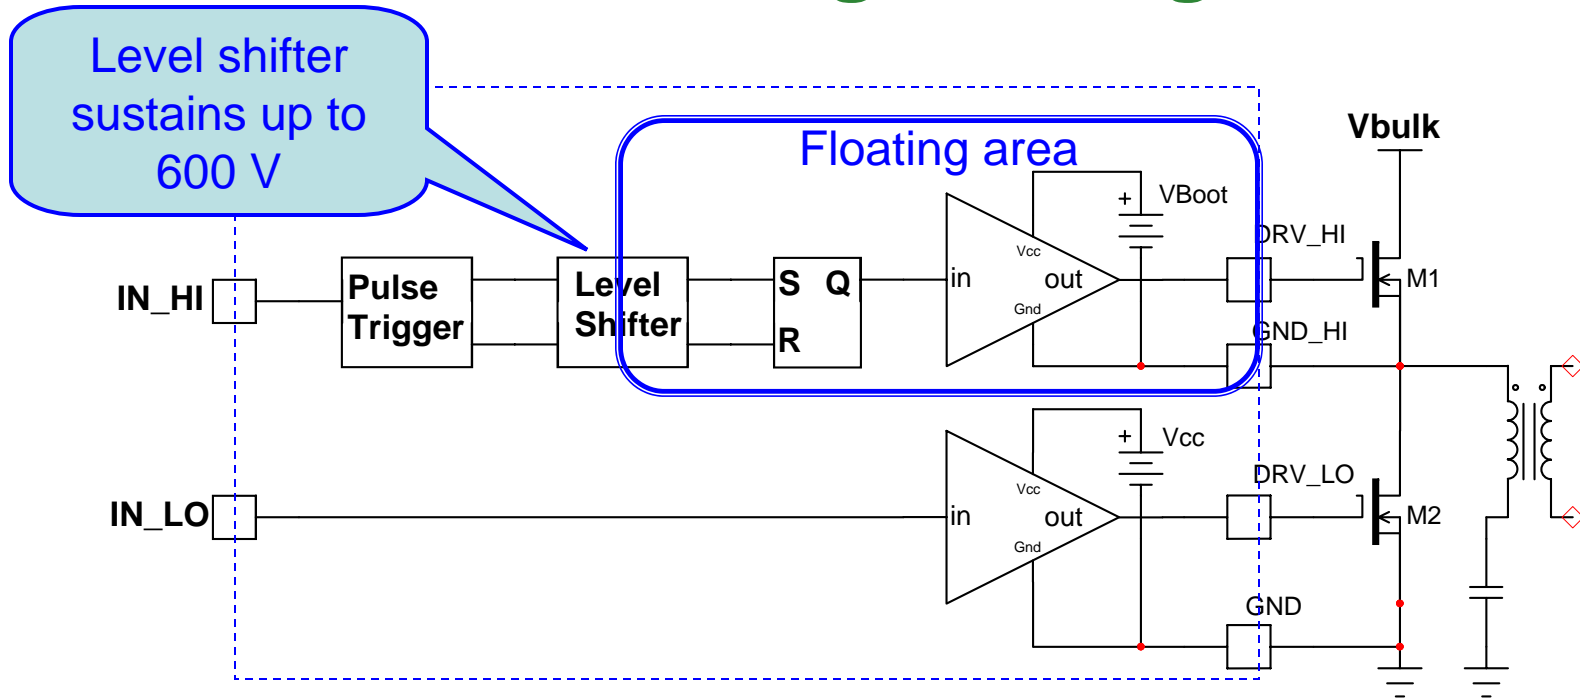 Level shifter
sustains up to
600 V
Floating area
Vbulk
+ VBoot
DRV_HI
Vcc
IN_HI
Pulse
Trigger
Level
Shifter
S Q
R
in
out
Gnd
M1
GND_HI
+ Vcc
Vcc
DRV_LO
IN_LO
in
out
Gnd
M2
GND